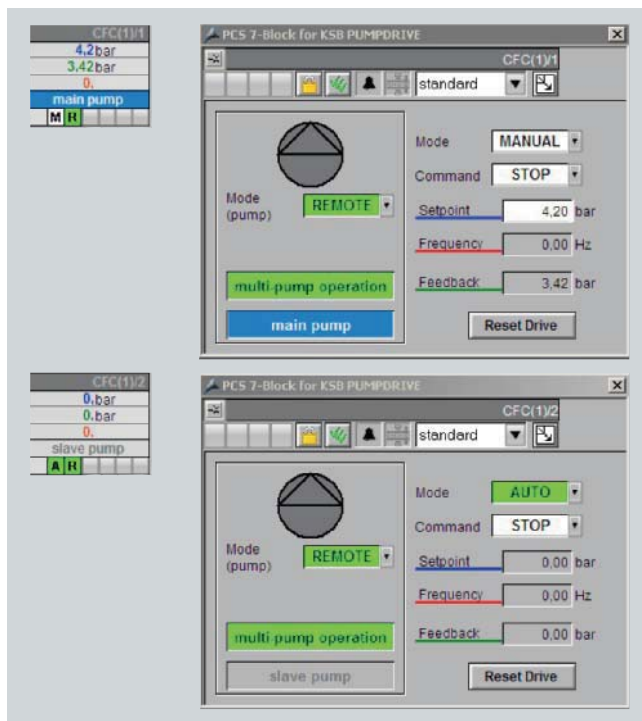 CFC(1)/1
4,2bar
3,42bar
0,
main pump
M R
PCS 7-Block for KSB PUMPDRIVE
CFC(1)/1
standard
Mode MANUAL
Command STOP
Mode (pump) REMOTE
Setpoint 4,20 bar
Frequency 0,00 Hz
multi-pump operation
Feedback 3,42 bar
main pump
Reset Drive
CFC(1)/2
0,bar
0,bar
0,
slave pump
A R
PCS 7-Block for KSB PUMPDRIVE
CFC(1)/2
standard
Mode AUTO
Command STOP
Mode (pump) REMOTE
Setpoint 0,00 bar
Frequency 0,00 Hz
multi-pump operation
Feedback 0,00 bar
slave pump
Reset Drive